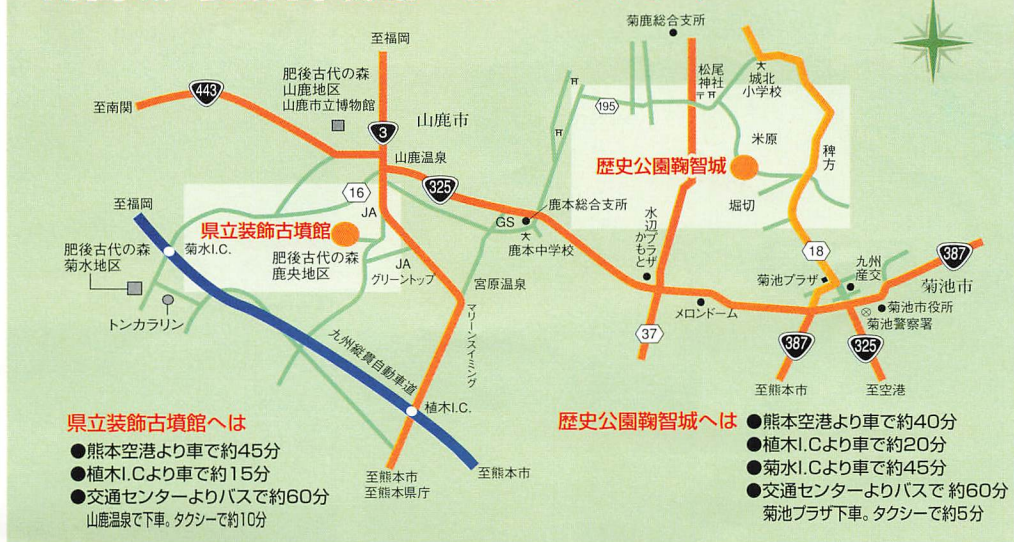 菊鹿総合支所
至福岡
肥後古代の森
山鹿地区
山鹿市立博物館
443
至南関
3
山鹿市
山鹿温泉
325
松尾
神社
城北
小学校
195
米原
歴史公園鞠智城
稗方
堀切
16
JA
至福岡
県立装飾古墳館
菊水I.C.
肥後古代の森
菊水地区
肥後古代の森
鹿央地区
JA
グリーントップ
トンカラリン
GS
鹿本総合支所
鹿本中学校
宮原温泉
水辺プラザ
かもと
18
九州
産交
387
菊池プラザ
菊池市
メロンドーム
菊池市役所
菊池警察署
37
387
325
至熊本市
至空港
マリーンスイミング
九州縦貫自動車道
植木I.C.
至熊本市
至熊本県庁
至熊本市
県立装飾古墳館へは
●熊本空港より車で約45分
●植木I.Cより車で約15分
●交通センターよりバスで約60分
山鹿温泉で下車。タクシーで約10分
歴史公園鞠智城へは
●熊本空港より車で約40分
●植木I.Cより車で約20分
●菊水I.Cより車で約45分
●交通センターよりバスで 約60分
菊池プラザ下車。タクシーで約5分